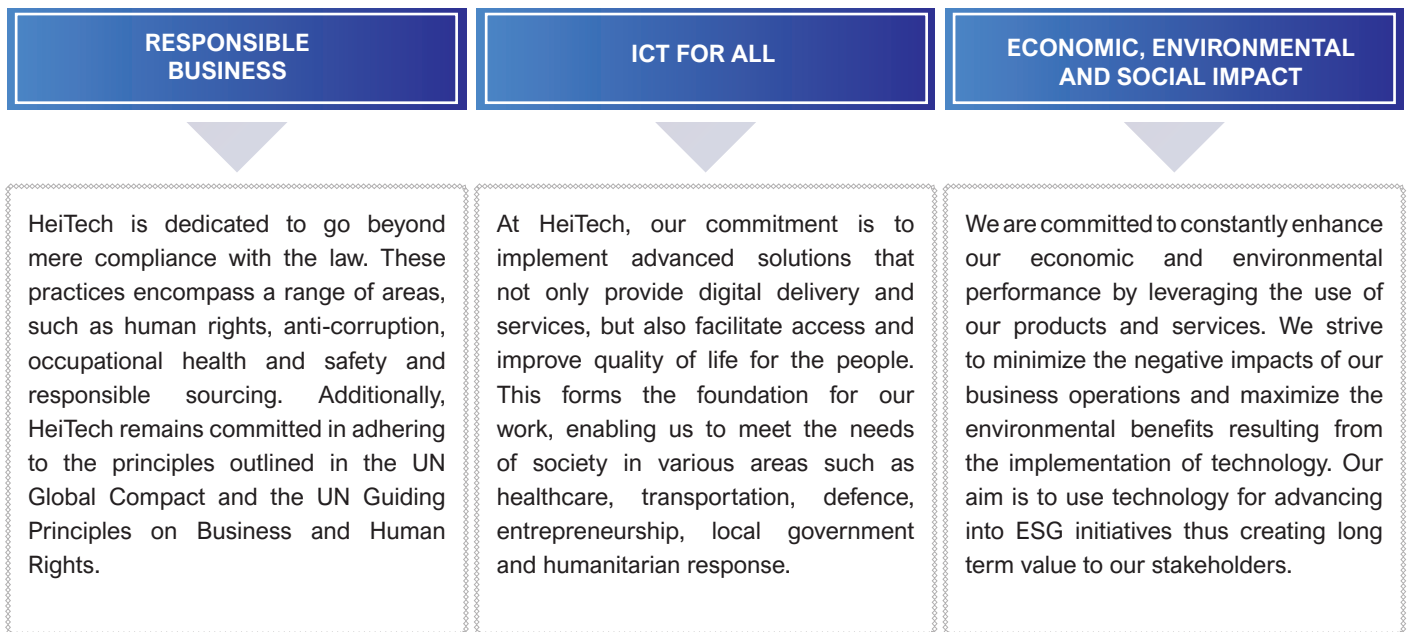 RESPONSIBLE
BUSINESS
HeiTech is dedicated to go beyond
mere compliance with the law. These
practices encompass a range of areas,
such as human rights, anti-corruption,
occupational health and safety and
responsible sourcing. Additionally,
HeiTech remains committed in adhering
to the principles outlined in the UN
Global Compact and the UN Guiding
Principles on Business and Human
Rights.
ICT FOR ALL
At HeiTech, our commitment is to
implement advanced solutions that
not only provide digital delivery and
services, but also facilitate access and
improve quality of life for the people.
This forms the foundation for our
work, enabling us to meet the needs
of society in various areas such as
healthcare, transportation, defence,
entrepreneurship, local government
and humanitarian response.
ECONOMIC, ENVIRONMENTAL
AND SOCIAL IMPACT
We are committed to constantly enhance
our economic and environmental
performance by leveraging the use of
our products and services. We strive
to minimize the negative impacts of our
business operations and maximize the
environmental benefits resulting from
the implementation of technology. Our
aim is to use technology for advancing
into ESG initiatives thus creating long
term value to our stakeholders.